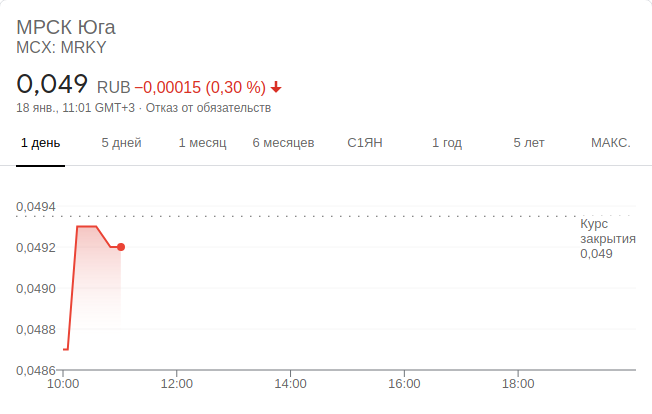 МРСК Юга
MCX: MRKY
0,049 RUB −0,00015 (0,30 %)
18 янв., 11:01 GMT+3 · Отказ от обязательств
1 день 5 дней 1 месяц 6 месяцев С1ЯН 1 год 5 лет МАКС.
0,0494
Курс
закрытия
0,049
0,0492
0,0490
0,0488
0,0486
10:00 12:00 14:00 16:00 18:00